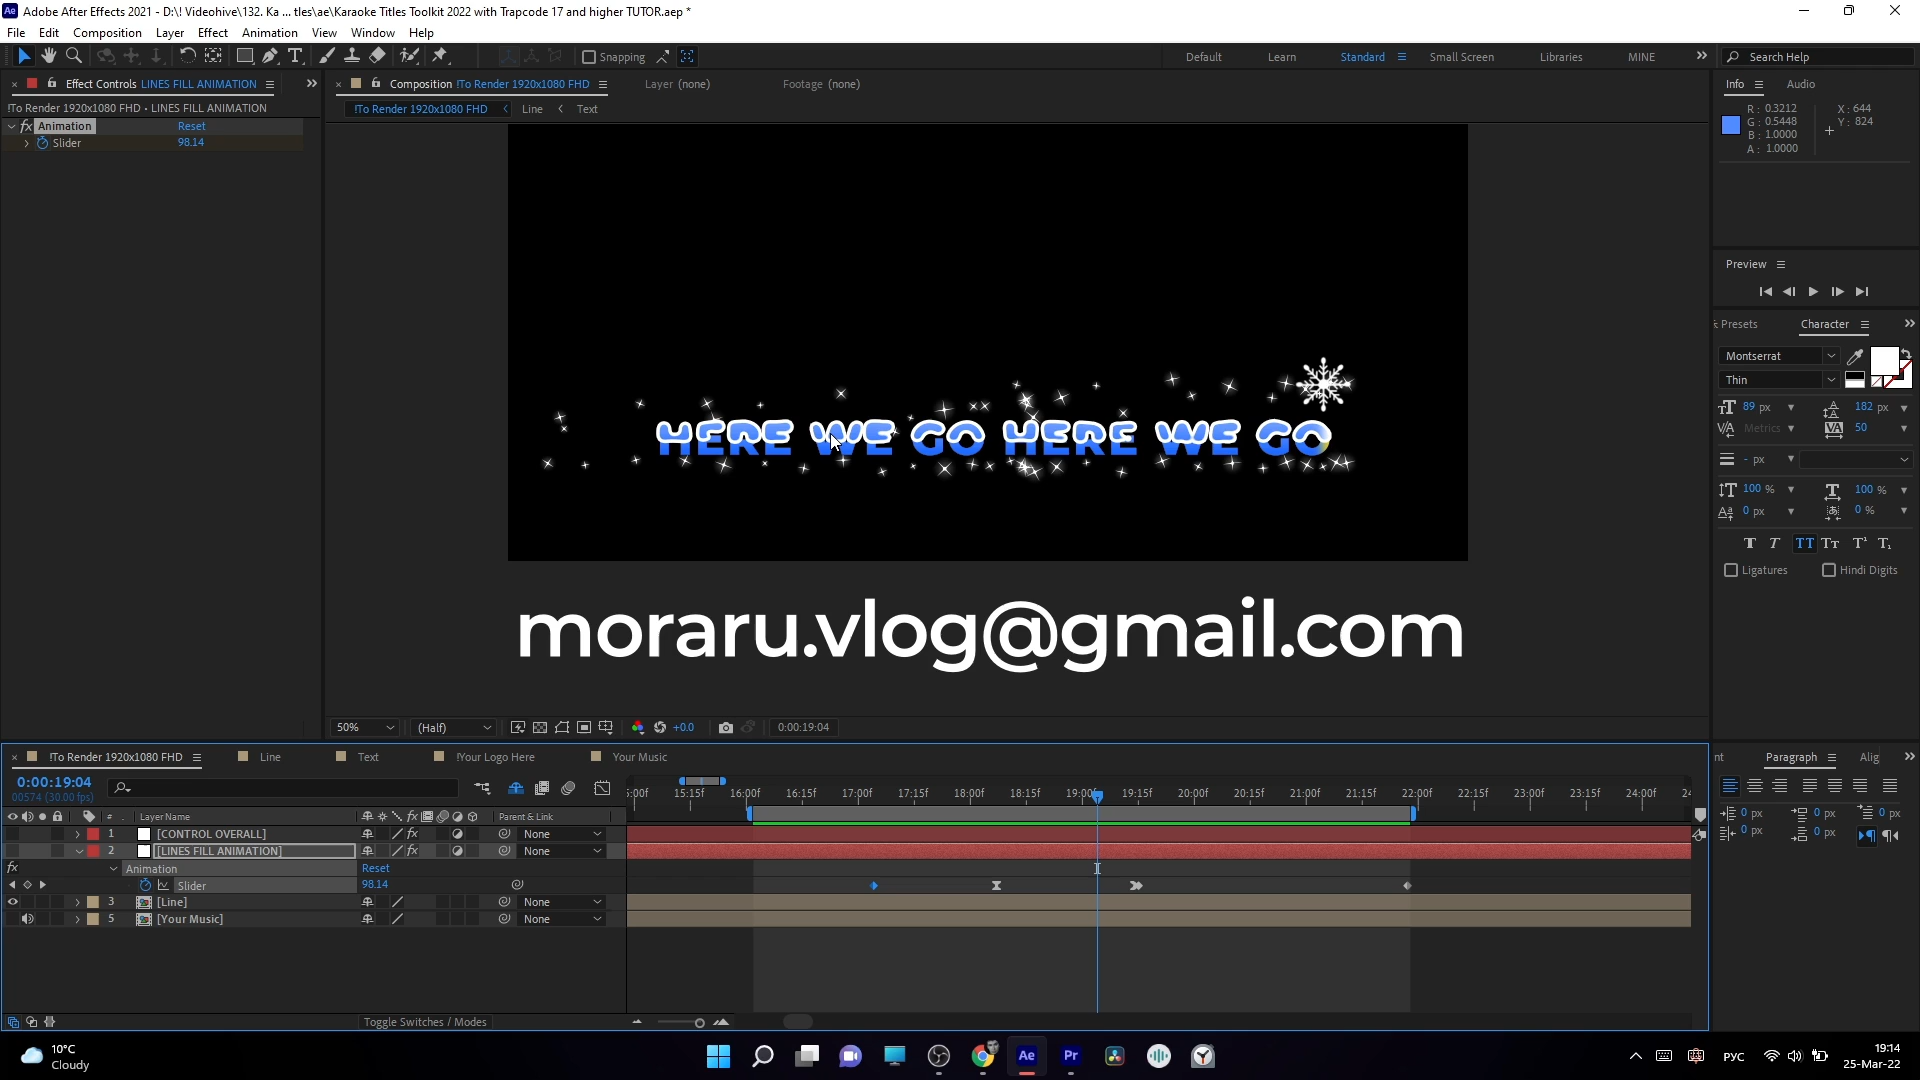 Adobe After Effects 2021 - D:\! Videohive\132. Ka ... tles\ae\Karaoke Titles Toolkit 2022 with Trapcode 17 and higher TUTOR.aep *
File Edit Composition Layer Effect Animation View Window Help
Snapping Default Learn Standard Small Screen Libraries MINE Search Help
Effect Controls LINES FILL ANIMATION
!To Render 1920x1080 FHD • LINES FILL ANIMATION
fx Animation Reset
Slider 98.14
Composition !To Render 1920x1080 FHD Layer (none) Footage (none)
!To Render 1920x1080 FHD Line Text
HERE WE GO HERE WE GO
moraru.vlog@gmail.com
50% (Half) +0.0 0:00:19:04
Info Audio
R: 0.3212 X: 644
G: 0.5448 Y: 824
B: 1.0000
A: 1.0000
Preview
Presets Character
Montserrat
Thin
89 px 182 px
Metrics 50
- px
100 % 100 %
0 px 0 %
Ligatures Hindi Digits
!To Render 1920x1080 FHD Line Text !Your Logo Here Your Music
0:00:19:04
00574 (30.00 fps)
5:00f 15:15f 16:00f 16:15f 17:00f 17:15f 18:00f 18:15f 19:00f 19:15f 20:00f 20:15f 21:00f 21:15f 22:00f 22:15f 23:00f 23:15f 24:00f 24
# Layer Name Parent & Link
1 [CONTROL OVERALL] None
2 [LINES FILL ANIMATION] None
fx Animation Reset
Slider 98.14
3 [Line] None
5 [Your Music] None
Toggle Switches / Modes
nt Paragraph Alig
0 px 0 px 0 px
0 px 0 px
10°C
Cloudy
РУС
19:14
25-Mar-22